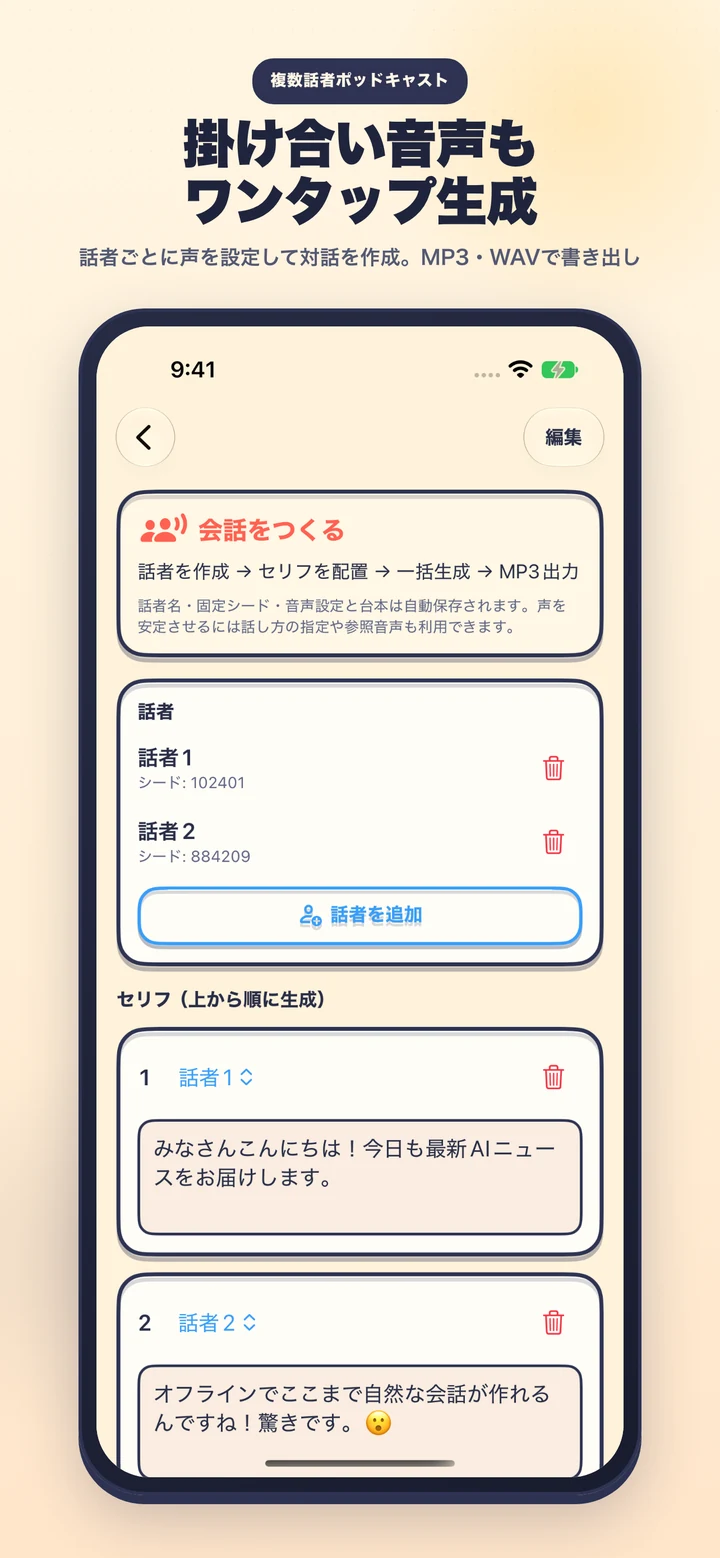 複数話者ポッドキャスト
掛け合い音声も
ワンタップ生成
話者ごとに声を設定して対話を作成。MP3・WAVで書き出し
9:41
編集
会話をつくる
話者を作成 → セリフを配置 → 一括生成 → MP3出力
話者名・固定シード・音声設定と台本は自動保存されます。声を
安定させるには話し方の指定や参照音声も利用できます。
話者
話者1
シード: 102401
話者2
シード: 884209
話者を追加
セリフ（上から順に生成）
1 話者1
みなさんこんにちは！今日も最新AIニュー
スをお届けします。
2 話者2
オフラインでここまで自然な会話が作れる
んですね！驚きです。😮